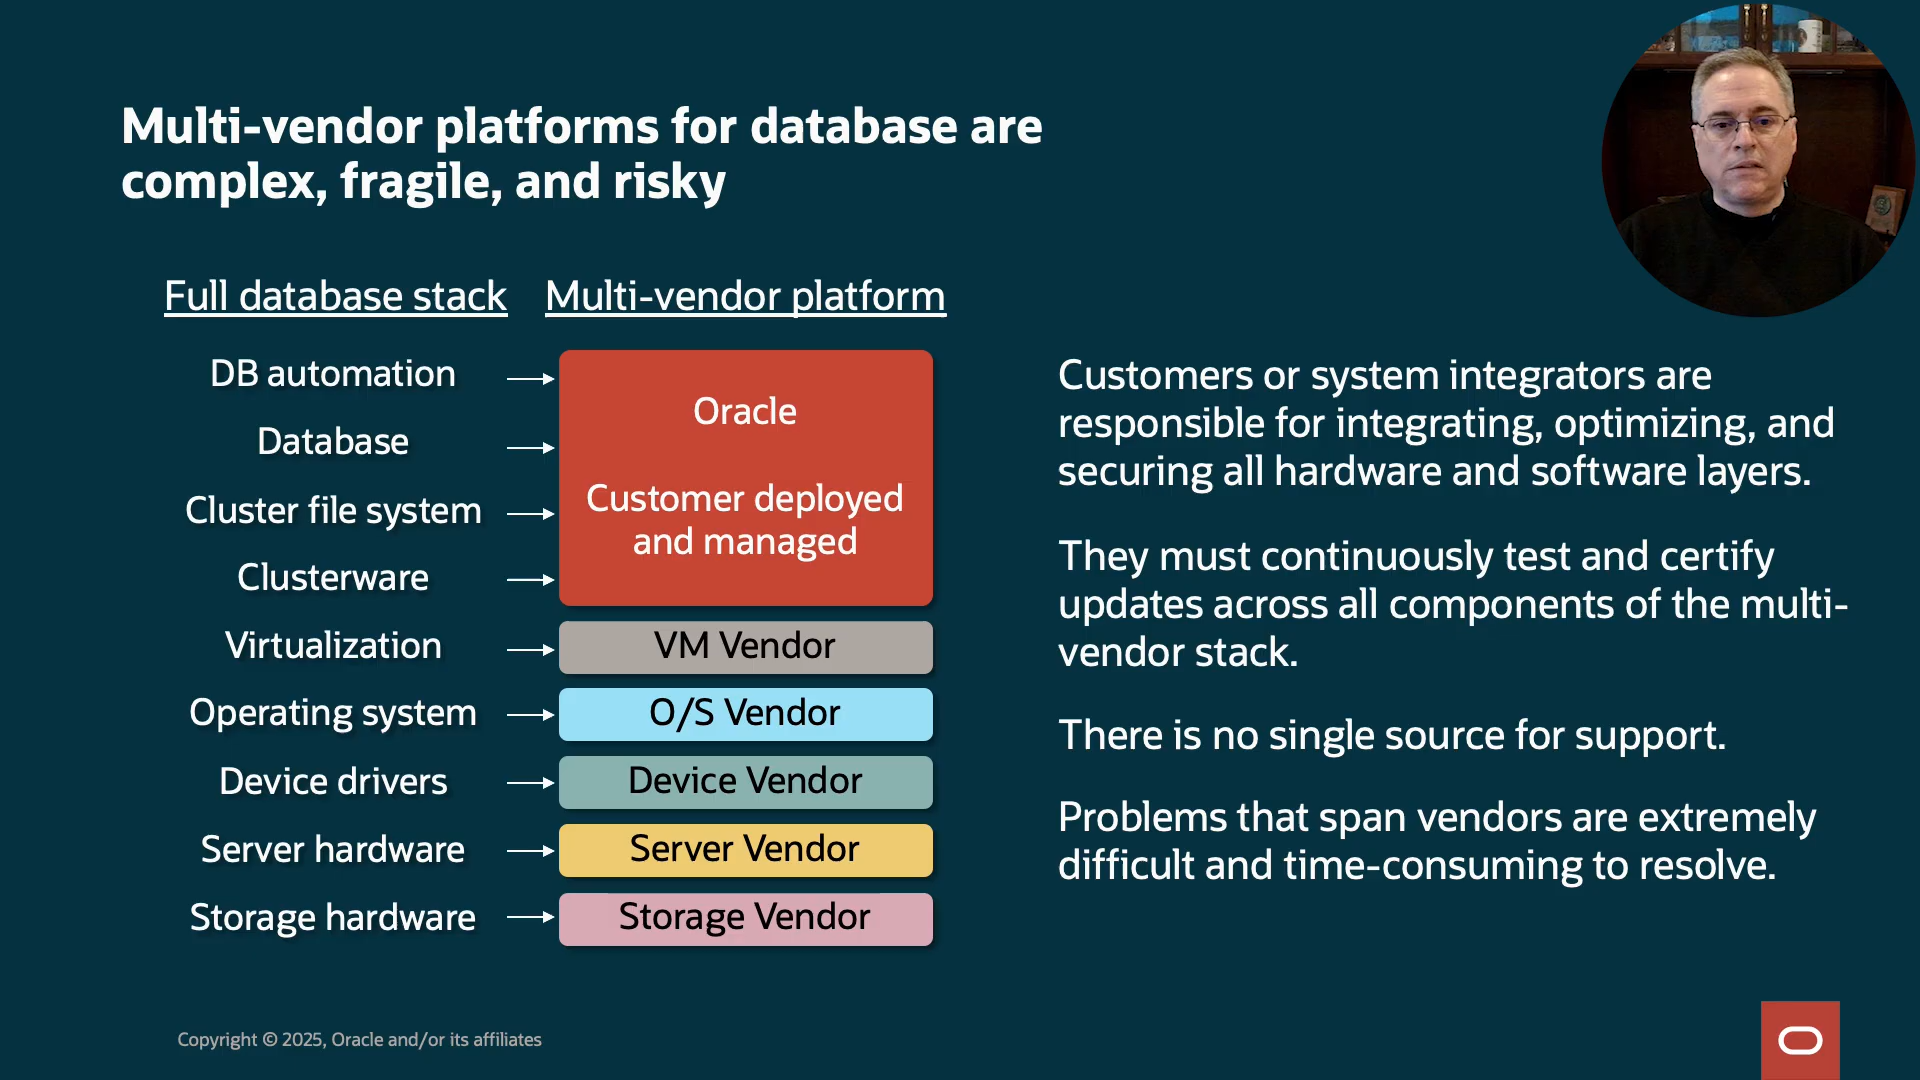 Multi-vendor platforms for database are
complex, fragile, and risky
Full database stack
Multi-vendor platform
DB automation
Database
Cluster file system
Clusterware
Virtualization
Operating system
Device drivers
Server hardware
Storage hardware
Oracle
Customer deployed
and managed
VM Vendor
O/S Vendor
Device Vendor
Server Vendor
Storage Vendor
Customers or system integrators are
responsible for integrating, optimizing, and
securing all hardware and software layers.
They must continuously test and certify
updates across all components of the multi-
vendor stack.
There is no single source for support.
Problems that span vendors are extremely
difficult and time-consuming to resolve.
Copyright © 2025, Oracle and/or its affiliates